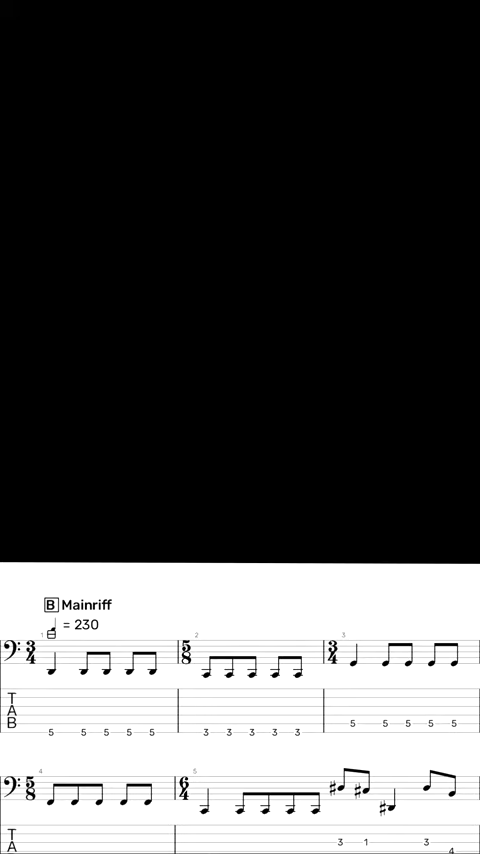 B Mainriff
= 230
1 2 3
3 4 5 8 3 4
T
A
B
5 5 5 5 5 3 3 3 3 3 5 5 5 5 5
4 5
5 8 6 4
T
A
3 1 3
4